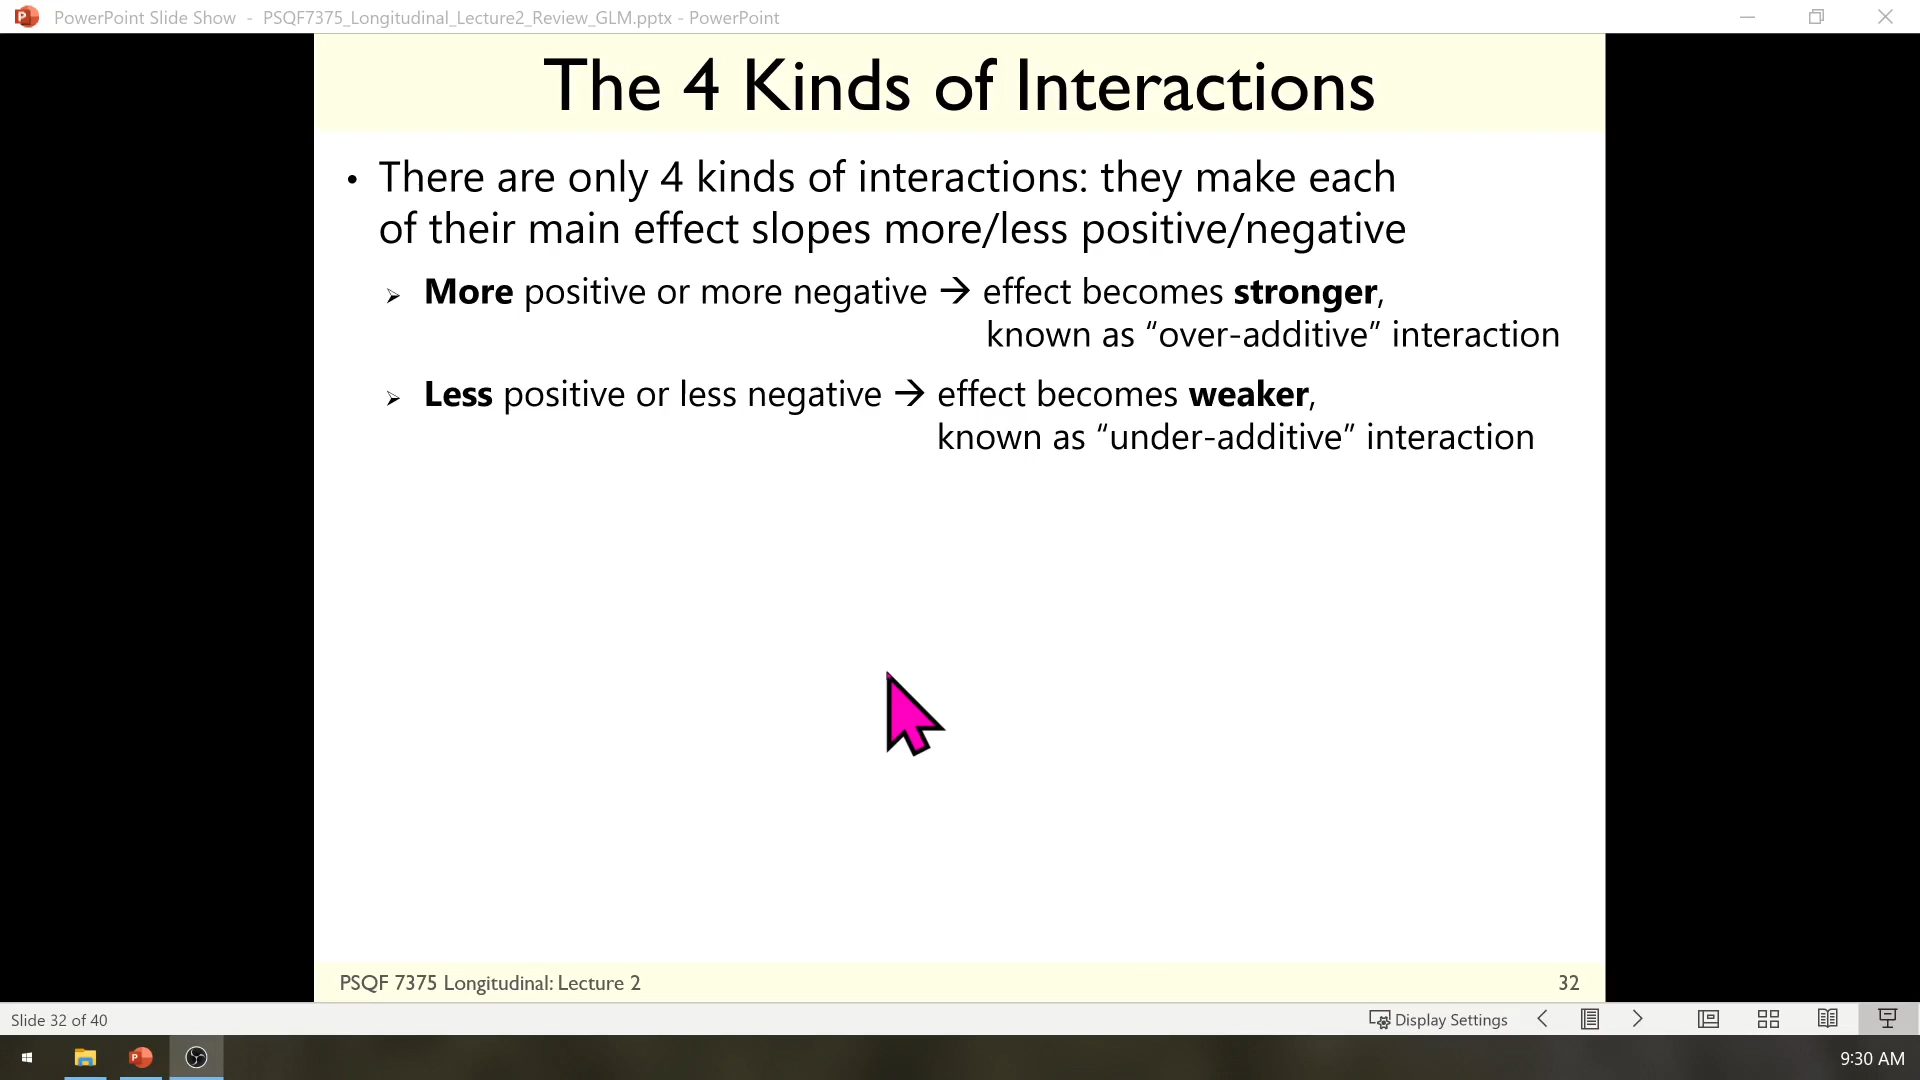 PowerPoint Slide Show - PSQF7375_Longitudinal_Lecture2_Review_GLM.pptx - PowerPoint
The 4 Kinds of Interactions
• There are only 4 kinds of interactions: they make each
of their main effect slopes more/less positive/negative
➢ More positive or more negative → effect becomes stronger,
known as “over-additive” interaction
➢ Less positive or less negative → effect becomes weaker,
known as “under-additive” interaction
PSQF 7375 Longitudinal: Lecture 2
32
Slide 32 of 40
Display Settings
9:30 AM